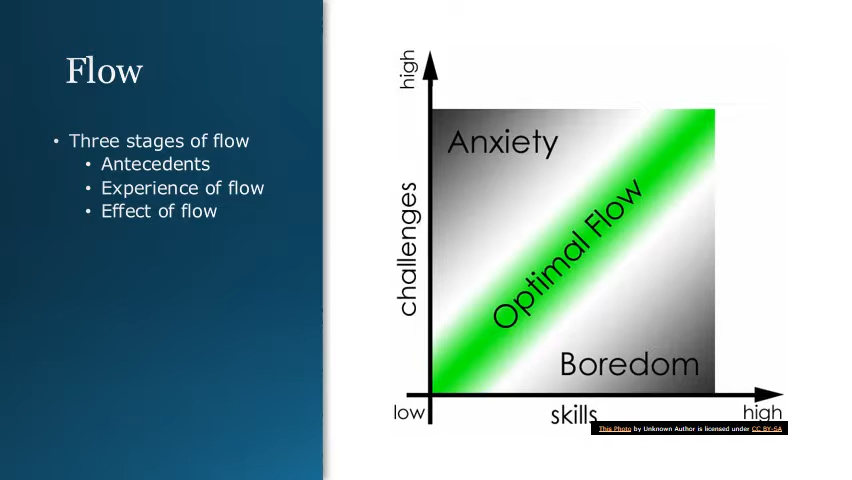 Flow
• Three stages of flow
• Antecedents
• Experience of flow
• Effect of flow
high
Anxiety
challenges
Optimal Flow
Boredom
low
skills
high
This Photo by Unknown Author is licensed under CC BY-SA